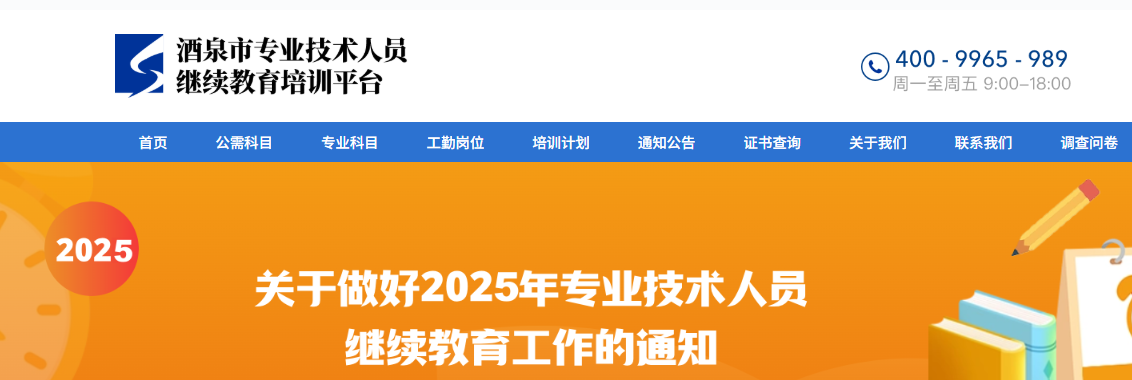 酒泉市专业技术人员
继续教育培训平台
400 - 9965 - 989
周一至周五 9:00-18:00
首页 公需科目 专业科目 工勤岗位 培训计划 通知公告 证书查询 关于我们 联系我们 调查问卷
2025
关于做好2025年专业技术人员
继续教育工作的通知